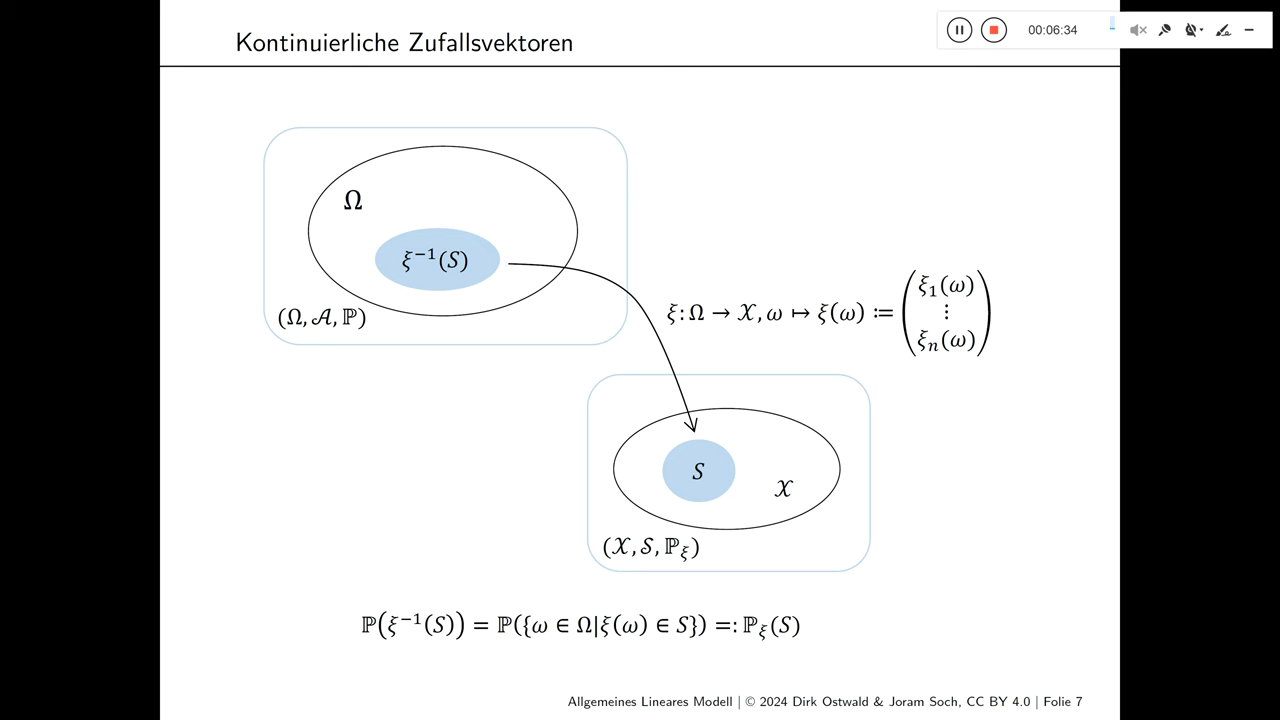 Kontinuierliche Zufallsvektoren
00:06:34
Ω
ξ⁻¹(S)
(Ω, 𝒜, ℙ)
ξ: Ω → 𝒳, ω ↦ ξ(ω) ≔ (ξ₁(ω) ⋮ ξₙ(ω))
S
𝒳
(𝒳, 𝒮, ℙ_ξ)
ℙ(ξ⁻¹(S)) = ℙ({ω ∈ Ω|ξ(ω) ∈ S}) =: ℙ_ξ(S)
Allgemeines Lineares Modell | © 2024 Dirk Ostwald & Joram Soch, CC BY 4.0 | Folie 7